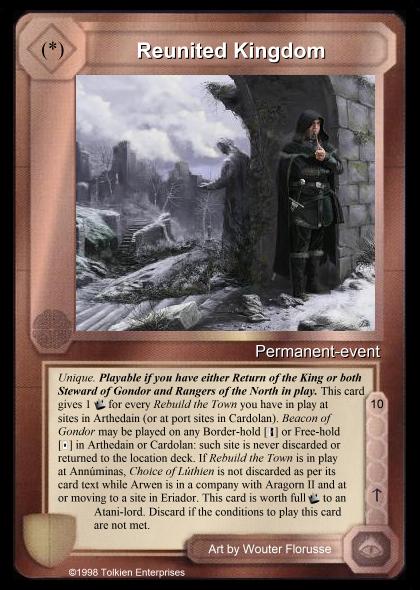 (*)
Reunited Kingdom
Permanent-event
Unique. Playable if you have either Return of the King or both
Steward of Gondor and Rangers of the North in play. This card
gives 1 for every Rebuild the Town you have in play at
sites in Arthedain (or at port sites in Cardolan). Beacon of
Gondor may be played on any Border-hold [ ] or Free-hold
[ ] in Arthedain or Cardolan: such site is never discarded or
returned to the location deck. If Rebuild the Town is in play
at Annúminas, Choice of Lúthien is not discarded as per its
card text while Arwen is in a company with Aragorn II and at
or moving to a site in Eriador. This card is worth full to an
Atani-lord. Discard if the conditions to play this card
are not met.
10
Art by Wouter Florusse
©1998 Tolkien Enterprises